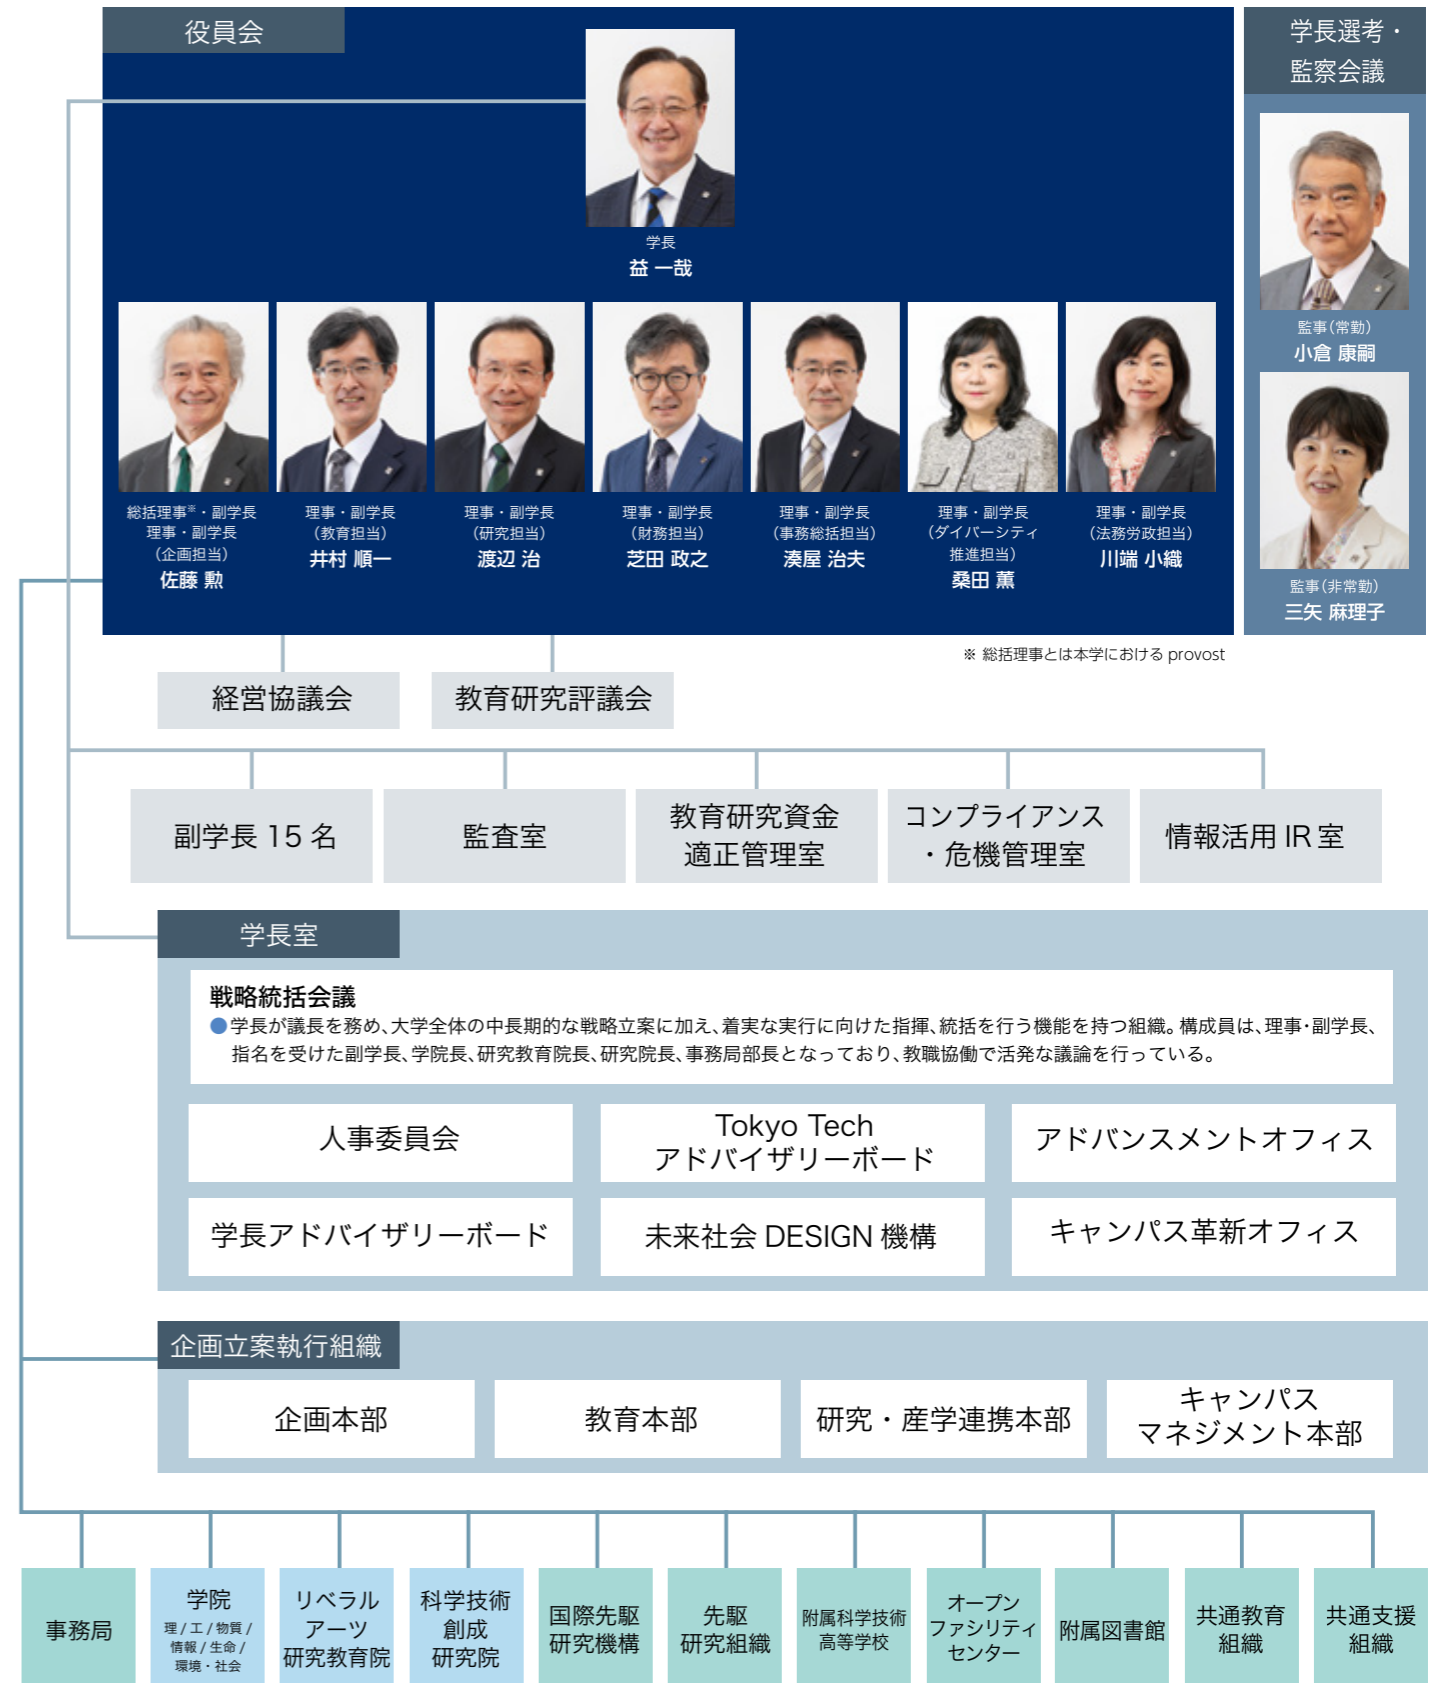 役員会
学長
益 一哉
総括理事※・副学長
理事・副学長
（企画担当）
佐藤 勲
理事・副学長
（教育担当）
井村 順一
理事・副学長
（研究担当）
渡辺 治
理事・副学長
（財務担当）
芝田 政之
理事・副学長
（事務総括担当）
湊屋 治夫
理事・副学長
（ダイバーシティ
推進担当）
桑田 薫
理事・副学長
（法務労政担当）
川端 小織
学長選考・
監察会議
監事（常勤）
小倉 康嗣
監事（非常勤）
三矢 麻理子
※ 総括理事とは本学における provost
経営協議会
教育研究評議会
副学長 15 名
監査室
教育研究資金
適正管理室
コンプライアンス
・危機管理室
情報活用 IR 室
学長室
戦略統括会議
●学長が議長を務め、大学全体の中長期的な戦略立案に加え、着実な実行に向けた指揮、統括を行う機能を持つ組織。構成員は、理事・副学長、
指名を受けた副学長、学院長、研究教育院長、研究院長、事務局部長となっており、教職協働で活発な議論を行っている。
人事委員会
Tokyo Tech
アドバイザリーボード
アドバンスメントオフィス
学長アドバイザリーボード
未来社会 DESIGN 機構
キャンパス革新オフィス
企画立案執行組織
企画本部
教育本部
研究・産学連携本部
キャンパス
マネジメント本部
事務局
学院
理 / 工 / 物質 /
情報 / 生命 /
環境・社会
リベラル
アーツ
研究教育院
科学技術
創成
研究院
国際先駆
研究機構
先駆
研究組織
附属科学技術
高等学校
オープン
ファシリティ
センター
附属図書館
共通教育
組織
共通支援
組織